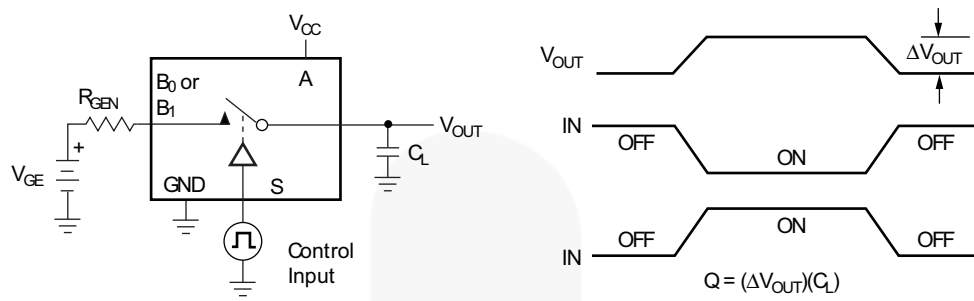 V_CC
B_0 or
B_1
A
R_GEN
V_OUT
+
C_L
V_GE
GND
S
Control
Input
V_OUT
ΔV_OUT
IN
OFF
ON
OFF
IN
OFF
ON
OFF
Q = (ΔV_OUT)(C_L)